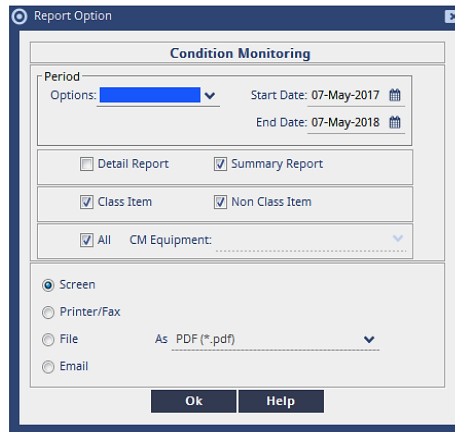 Report Option
Condition Monitoring
Period
Options: Start Date: 07-May-2017
End Date: 07-May-2018
Detail Report Summary Report
Class Item Non Class Item
All CM Equipment:
Screen
Printer/Fax
File As PDF (*.pdf)
Email
Ok Help